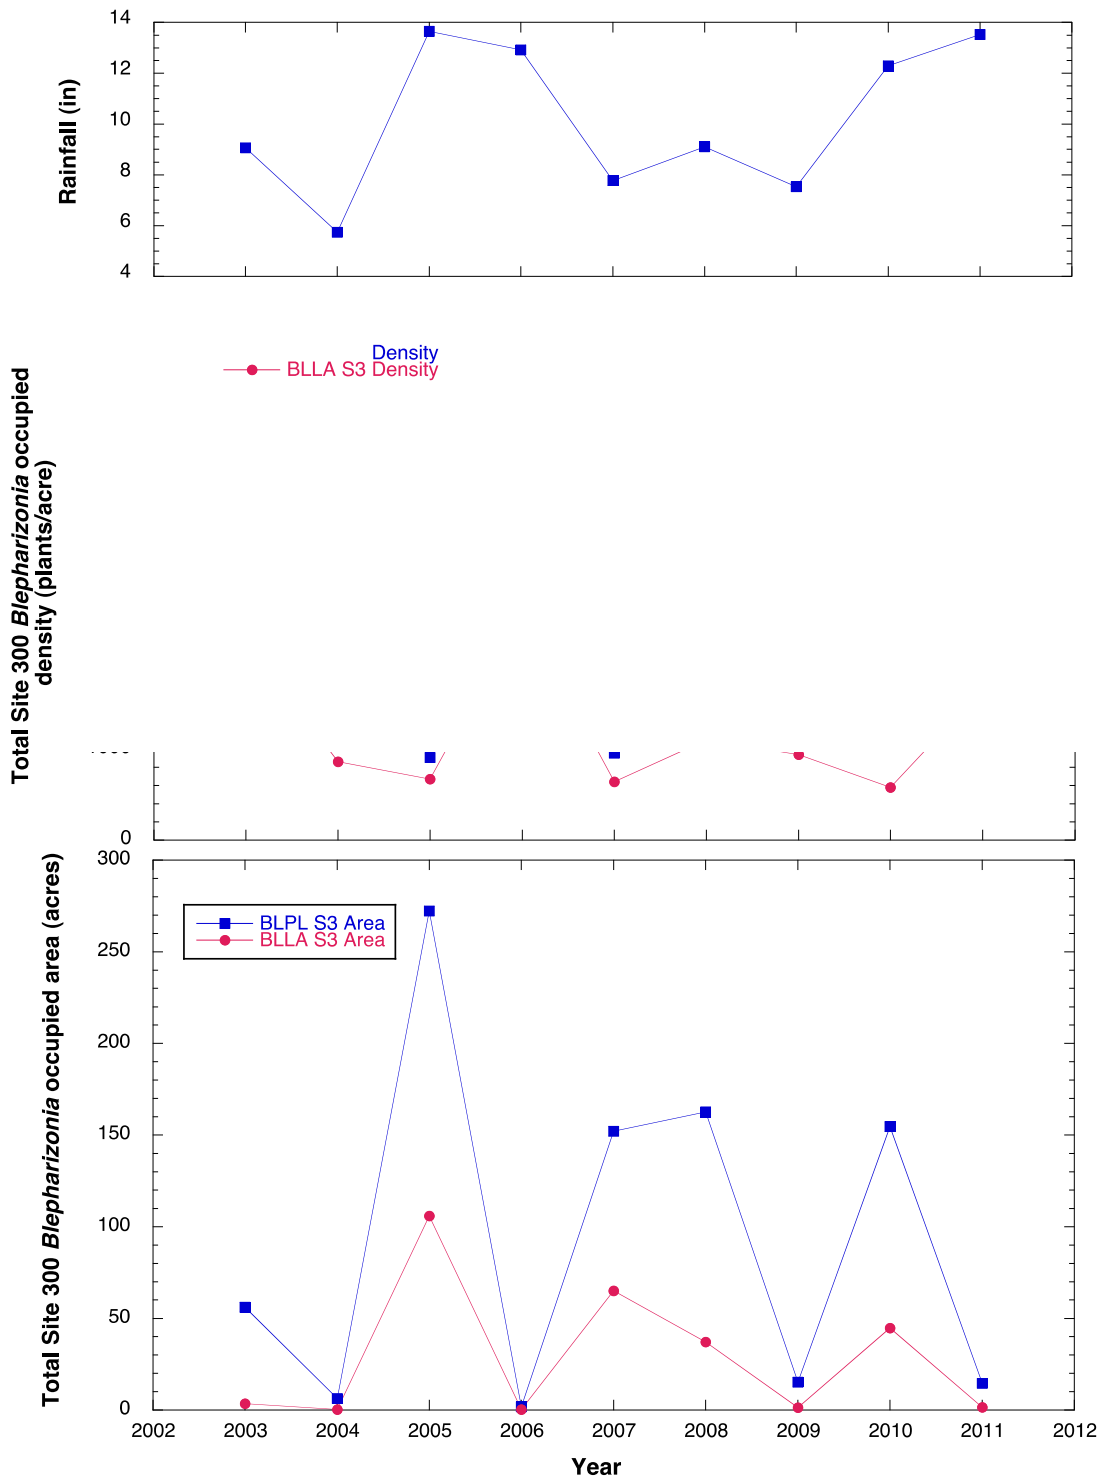 14
12
10
8
6
4
Rainfall (in)
Density
BLLA S3 Density
Total Site 300 Blepharizonia occupied
density (plants/acre)
0
300
250
200
150
100
50
0
Total Site 300 Blepharizonia occupied area (acres)
BLPL S3 Area
BLLA S3 Area
2002 2003 2004 2005 2006 2007 2008 2009 2010 2011 2012
Year